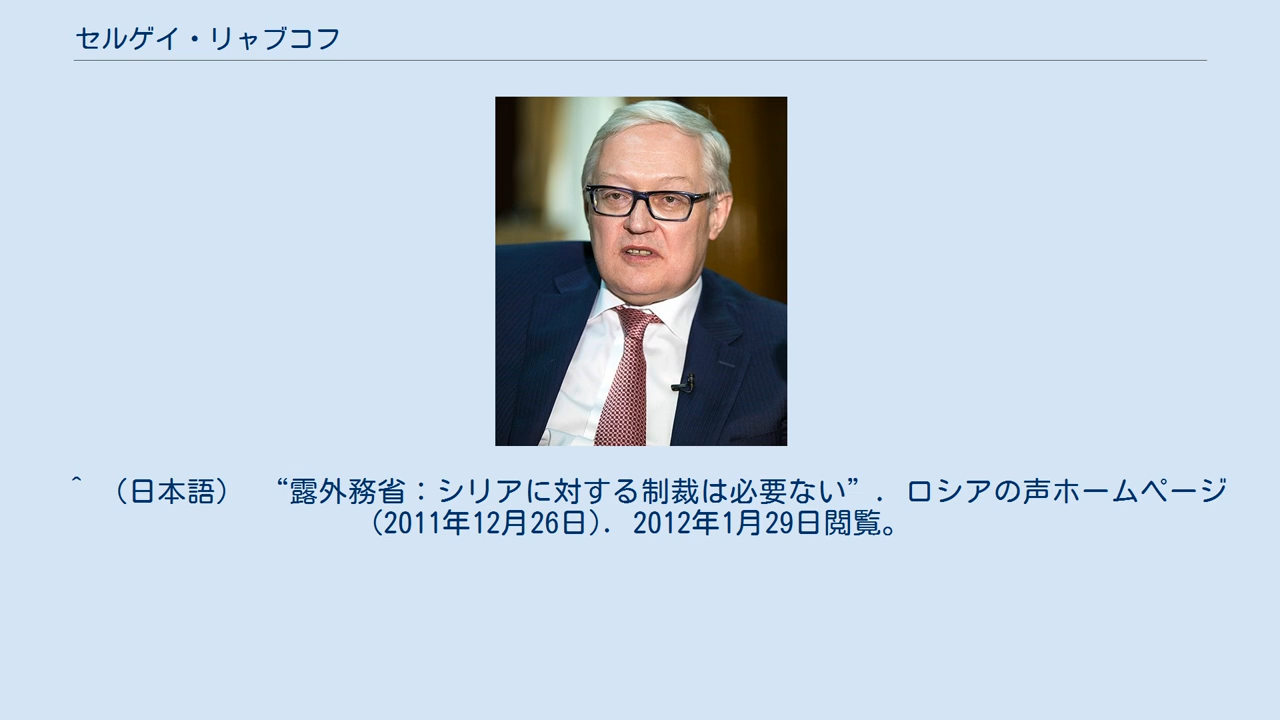 セルゲイ・リャブコフ
^ （日本語） “露外務省：シリアに対する制裁は必要ない”. ロシアの声ホームページ
(2011年12月26日). 2012年1月29日閲覧。